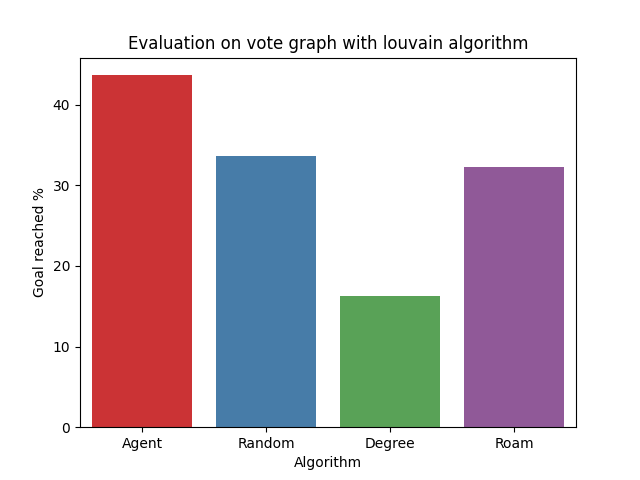 Evaluation on vote graph with louvain algorithm
Goal reached %
40
30
20
10
0
Agent Random Degree Roam
Algorithm